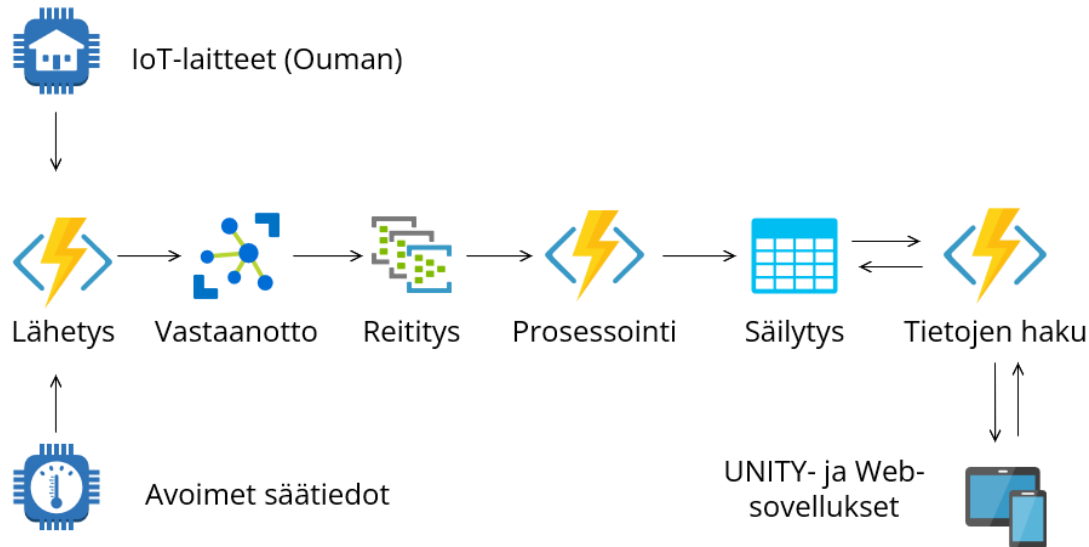 IoT-laitteet (Ouman)
Lähetys
Vastaanotto
Reititys
Prosessointi
Säilytys
Tietojen haku
Avoimet säätiedot
UNITY- ja Web-
sovellukset